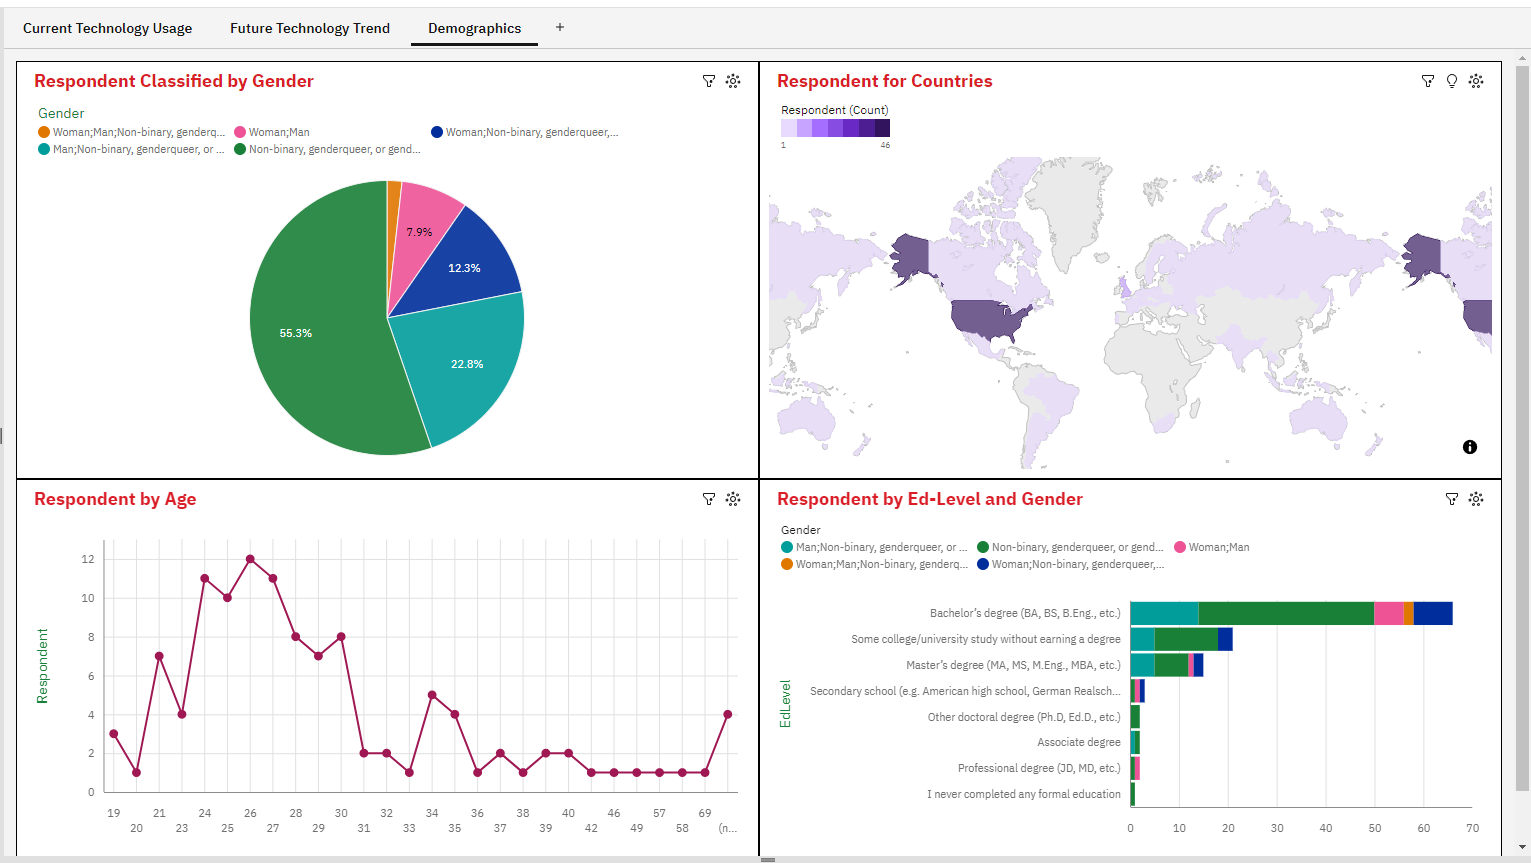 Current Technology Usage Future Technology Trend Demographics +
Respondent Classified by Gender
Gender
Woman;Man;Non-binary, genderq... Woman;Man Woman;Non-binary, genderqueer,...
Man;Non-binary, genderqueer, or ... Non-binary, genderqueer, or gend...
7.9%
12.3%
55.3%
22.8%
Respondent for Countries
Respondent (Count)
1 46
Respondent by Age
Respondent
12
10
8
6
4
2
0
19 21 24 26 28 30 32 34 36 38 40 46 57 69
20 23 25 27 29 31 33 35 37 39 42 49 58 (n...
Respondent by Ed-Level and Gender
Gender
Man;Non-binary, genderqueer, or ... Non-binary, genderqueer, or gend... Woman;Man
Woman;Man;Non-binary, genderq... Woman;Non-binary, genderqueer,...
EdLevel
Bachelor's degree (BA, BS, B.Eng., etc.)
Some college/university study without earning a degree
Master's degree (MA, MS, M.Eng., MBA, etc.)
Secondary school (e.g. American high school, German Realsch...
Other doctoral degree (Ph.D, Ed.D., etc.)
Associate degree
Professional degree (JD, MD, etc.)
I never completed any formal education
0 10 20 30 40 50 60 70